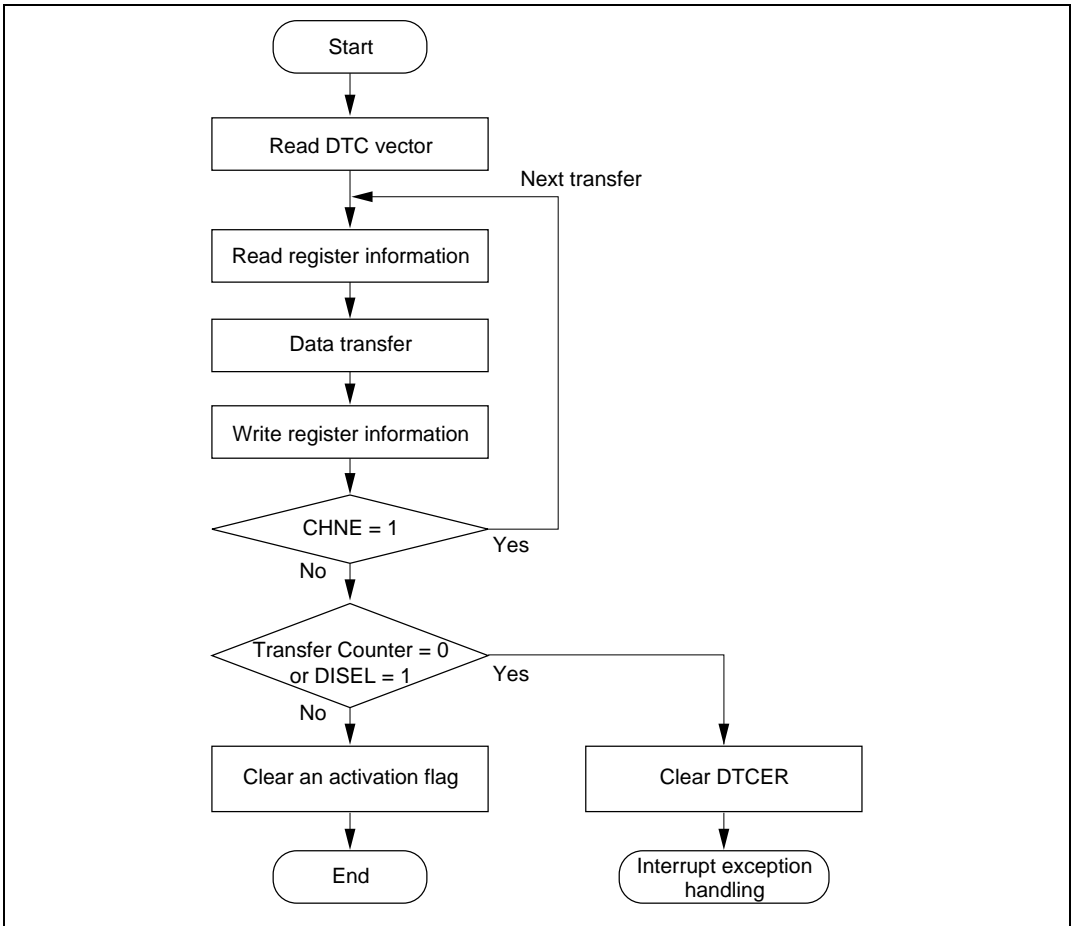 Start
Read DTC vector
Next transfer
Read register information
Data transfer
Write register information
CHNE = 1
Yes
No
Transfer Counter = 0
or DISEL = 1
Yes
No
Clear an activation flag
Clear DTCER
End
Interrupt exception
handling